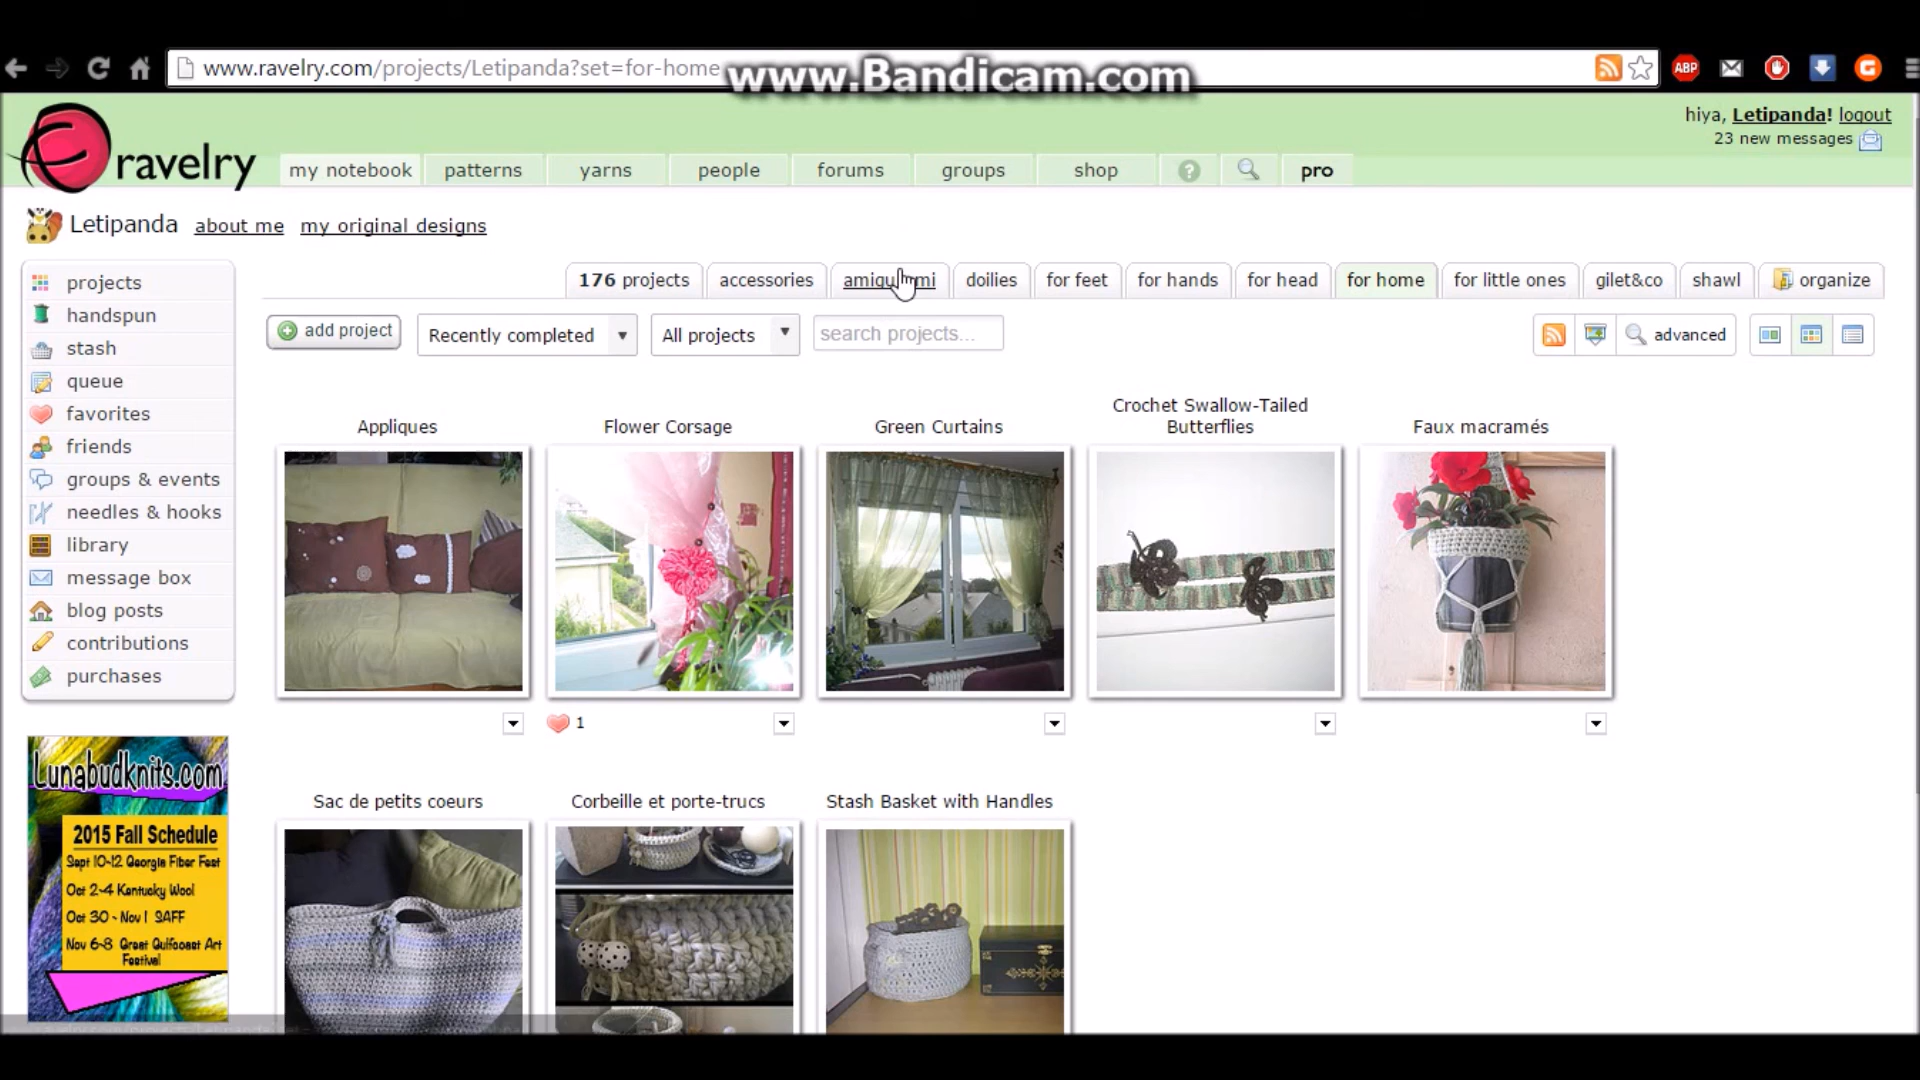 www.ravelry.com/projects/Letipanda?set=for-home
www.Bandicam.com
ABP
hiya, Letipanda! logout
23 new messages
ravelry
my notebook patterns yarns people forums groups shop ? pro
Letipanda about me my original designs
176 projects accessories amigurumi doilies for feet for hands for head for home for little ones gilet&co shawl organize
add project Recently completed All projects search projects... advanced
projects
handspun
stash
queue
favorites
friends
groups & events
needles & hooks
library
message box
blog posts
contributions
purchases
Appliques
Flower Corsage
Green Curtains
Crochet Swallow-Tailed
Butterflies
Faux macramés
1
Sac de petits coeurs
Corbeille et porte-trucs
Stash Basket with Handles
Lunabudknits.com
2015 Fall Schedule
Sept 10-12 Georgia Fiber Fest
Oct 2-4 Kentucky Wool
Oct 30 - Nov 1 SAFF
Nov 6-8 Great Gulfcoast Art
Festival